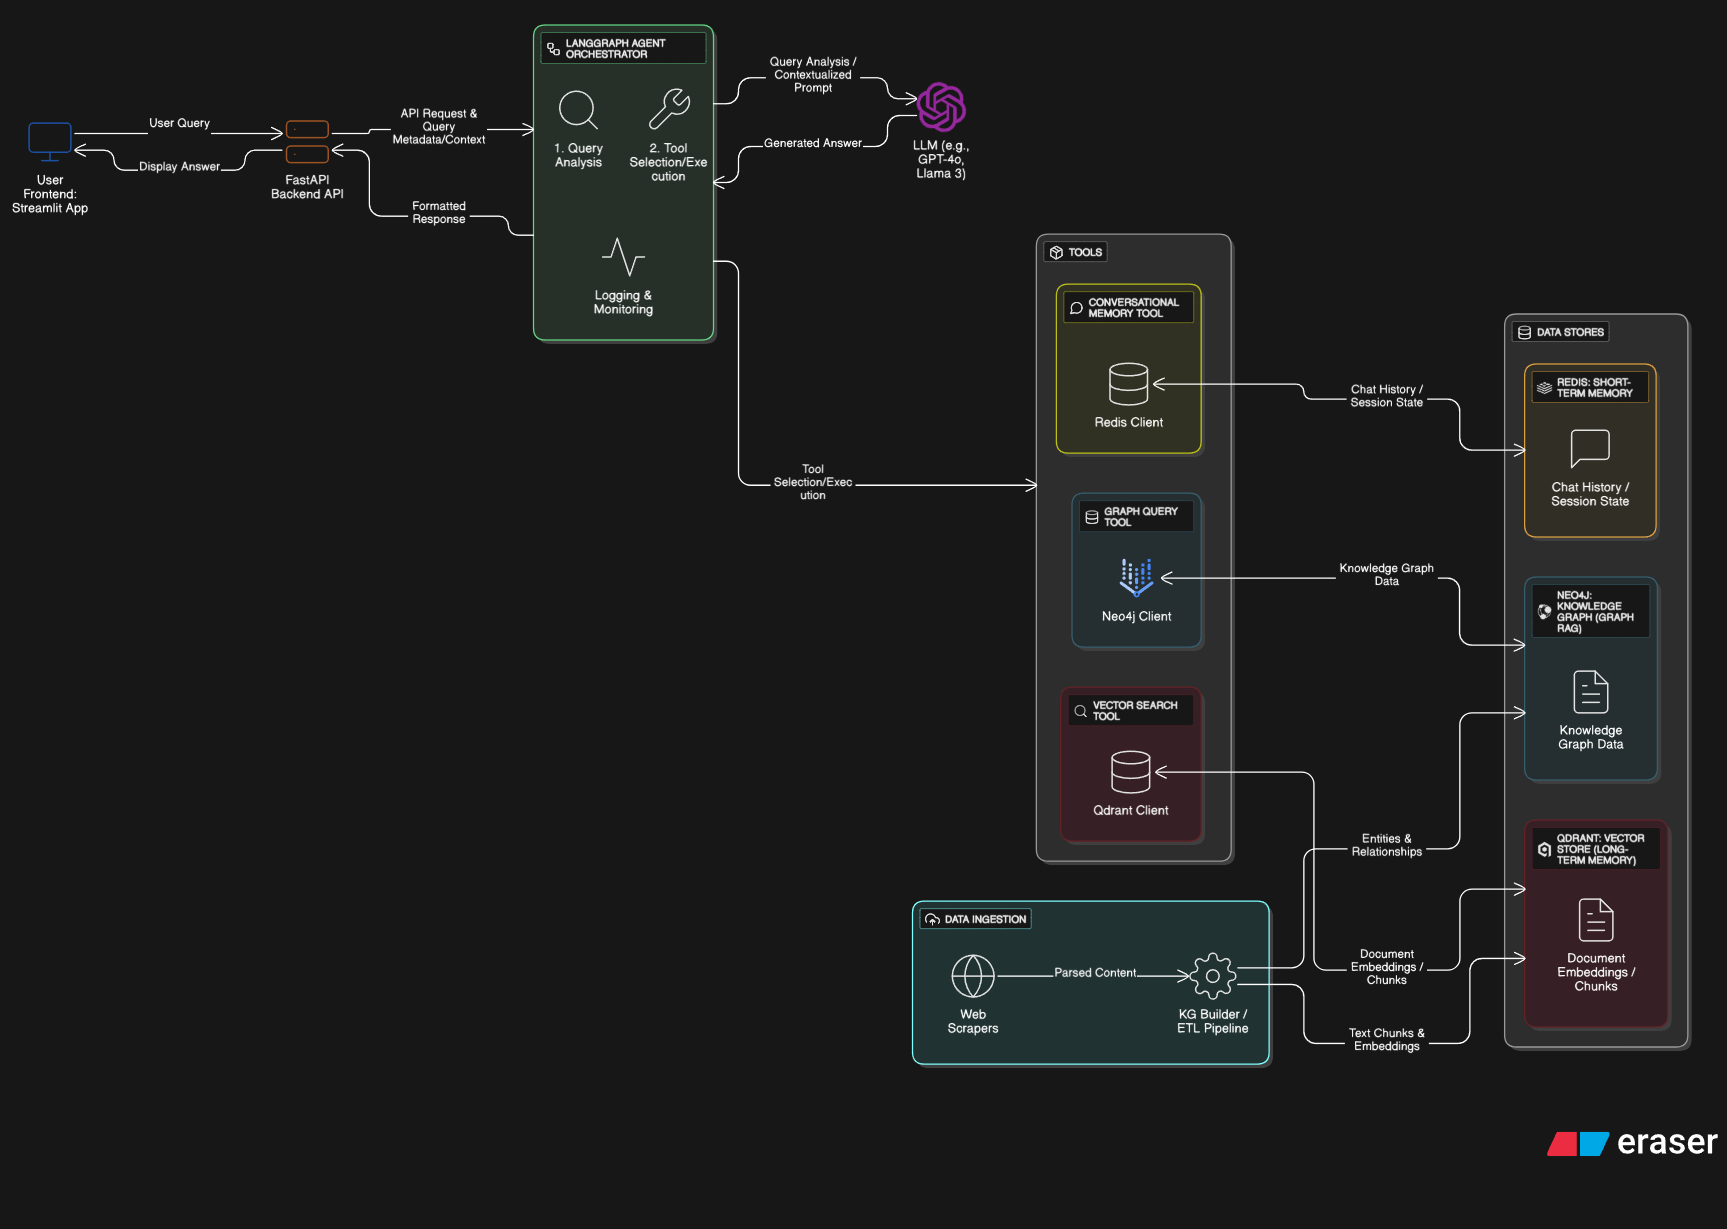 LANGGRAPH AGENT
ORCHESTRATOR
1. Query
Analysis
2. Tool
Selection/Exe
cution
Logging &
Monitoring
User Query
Display Answer
User
Frontend:
Streamlit App
FastAPI
Backend API
API Request &
Query
Metadata/Context
Formatted
Response
Query Analysis /
Contextualized
Prompt
Generated Answer
LLM (e.g.,
GPT-4o,
Llama 3)
Tool
Selection/Exec
ution
TOOLS
CONVERSATIONAL
MEMORY TOOL
Redis Client
GRAPH QUERY
TOOL
Neo4j Client
VECTOR SEARCH
TOOL
Qdrant Client
Chat History /
Session State
Knowledge Graph
Data
Entities &
Relationships
Document
Embeddings /
Chunks
Text Chunks &
Embeddings
DATA STORES
REDIS: SHORT-
TERM MEMORY
Chat History /
Session State
NEO4J:
KNOWLEDGE
GRAPH (GRAPH
RAG)
Knowledge
Graph Data
QDRANT: VECTOR
STORE (LONG-
TERM MEMORY)
Document
Embeddings /
Chunks
DATA INGESTION
Web
Scrapers
Parsed Content
KG Builder /
ETL Pipeline
eraser